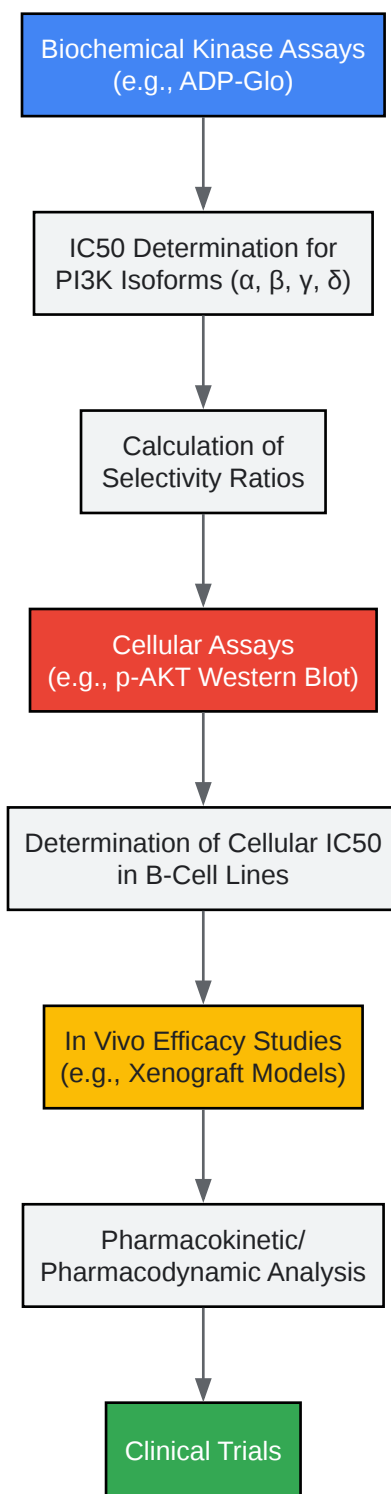 Biochemical Kinase Assays
(e.g., ADP-Glo)
IC50 Determination for
PI3K Isoforms (α, β, γ, δ)
Calculation of
Selectivity Ratios
Cellular Assays
(e.g., p-AKT Western Blot)
Determination of Cellular IC50
in B-Cell Lines
In Vivo Efficacy Studies
(e.g., Xenograft Models)
Pharmacokinetic/
Pharmacodynamic Analysis
Clinical Trials